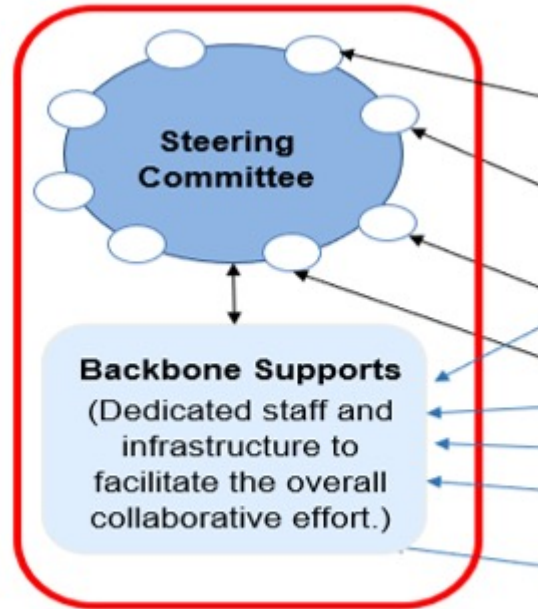 Steering
Committee
Backbone Supports
(Dedicated staff and
infrastructure to
facilitate the overall
collaborative effort.)